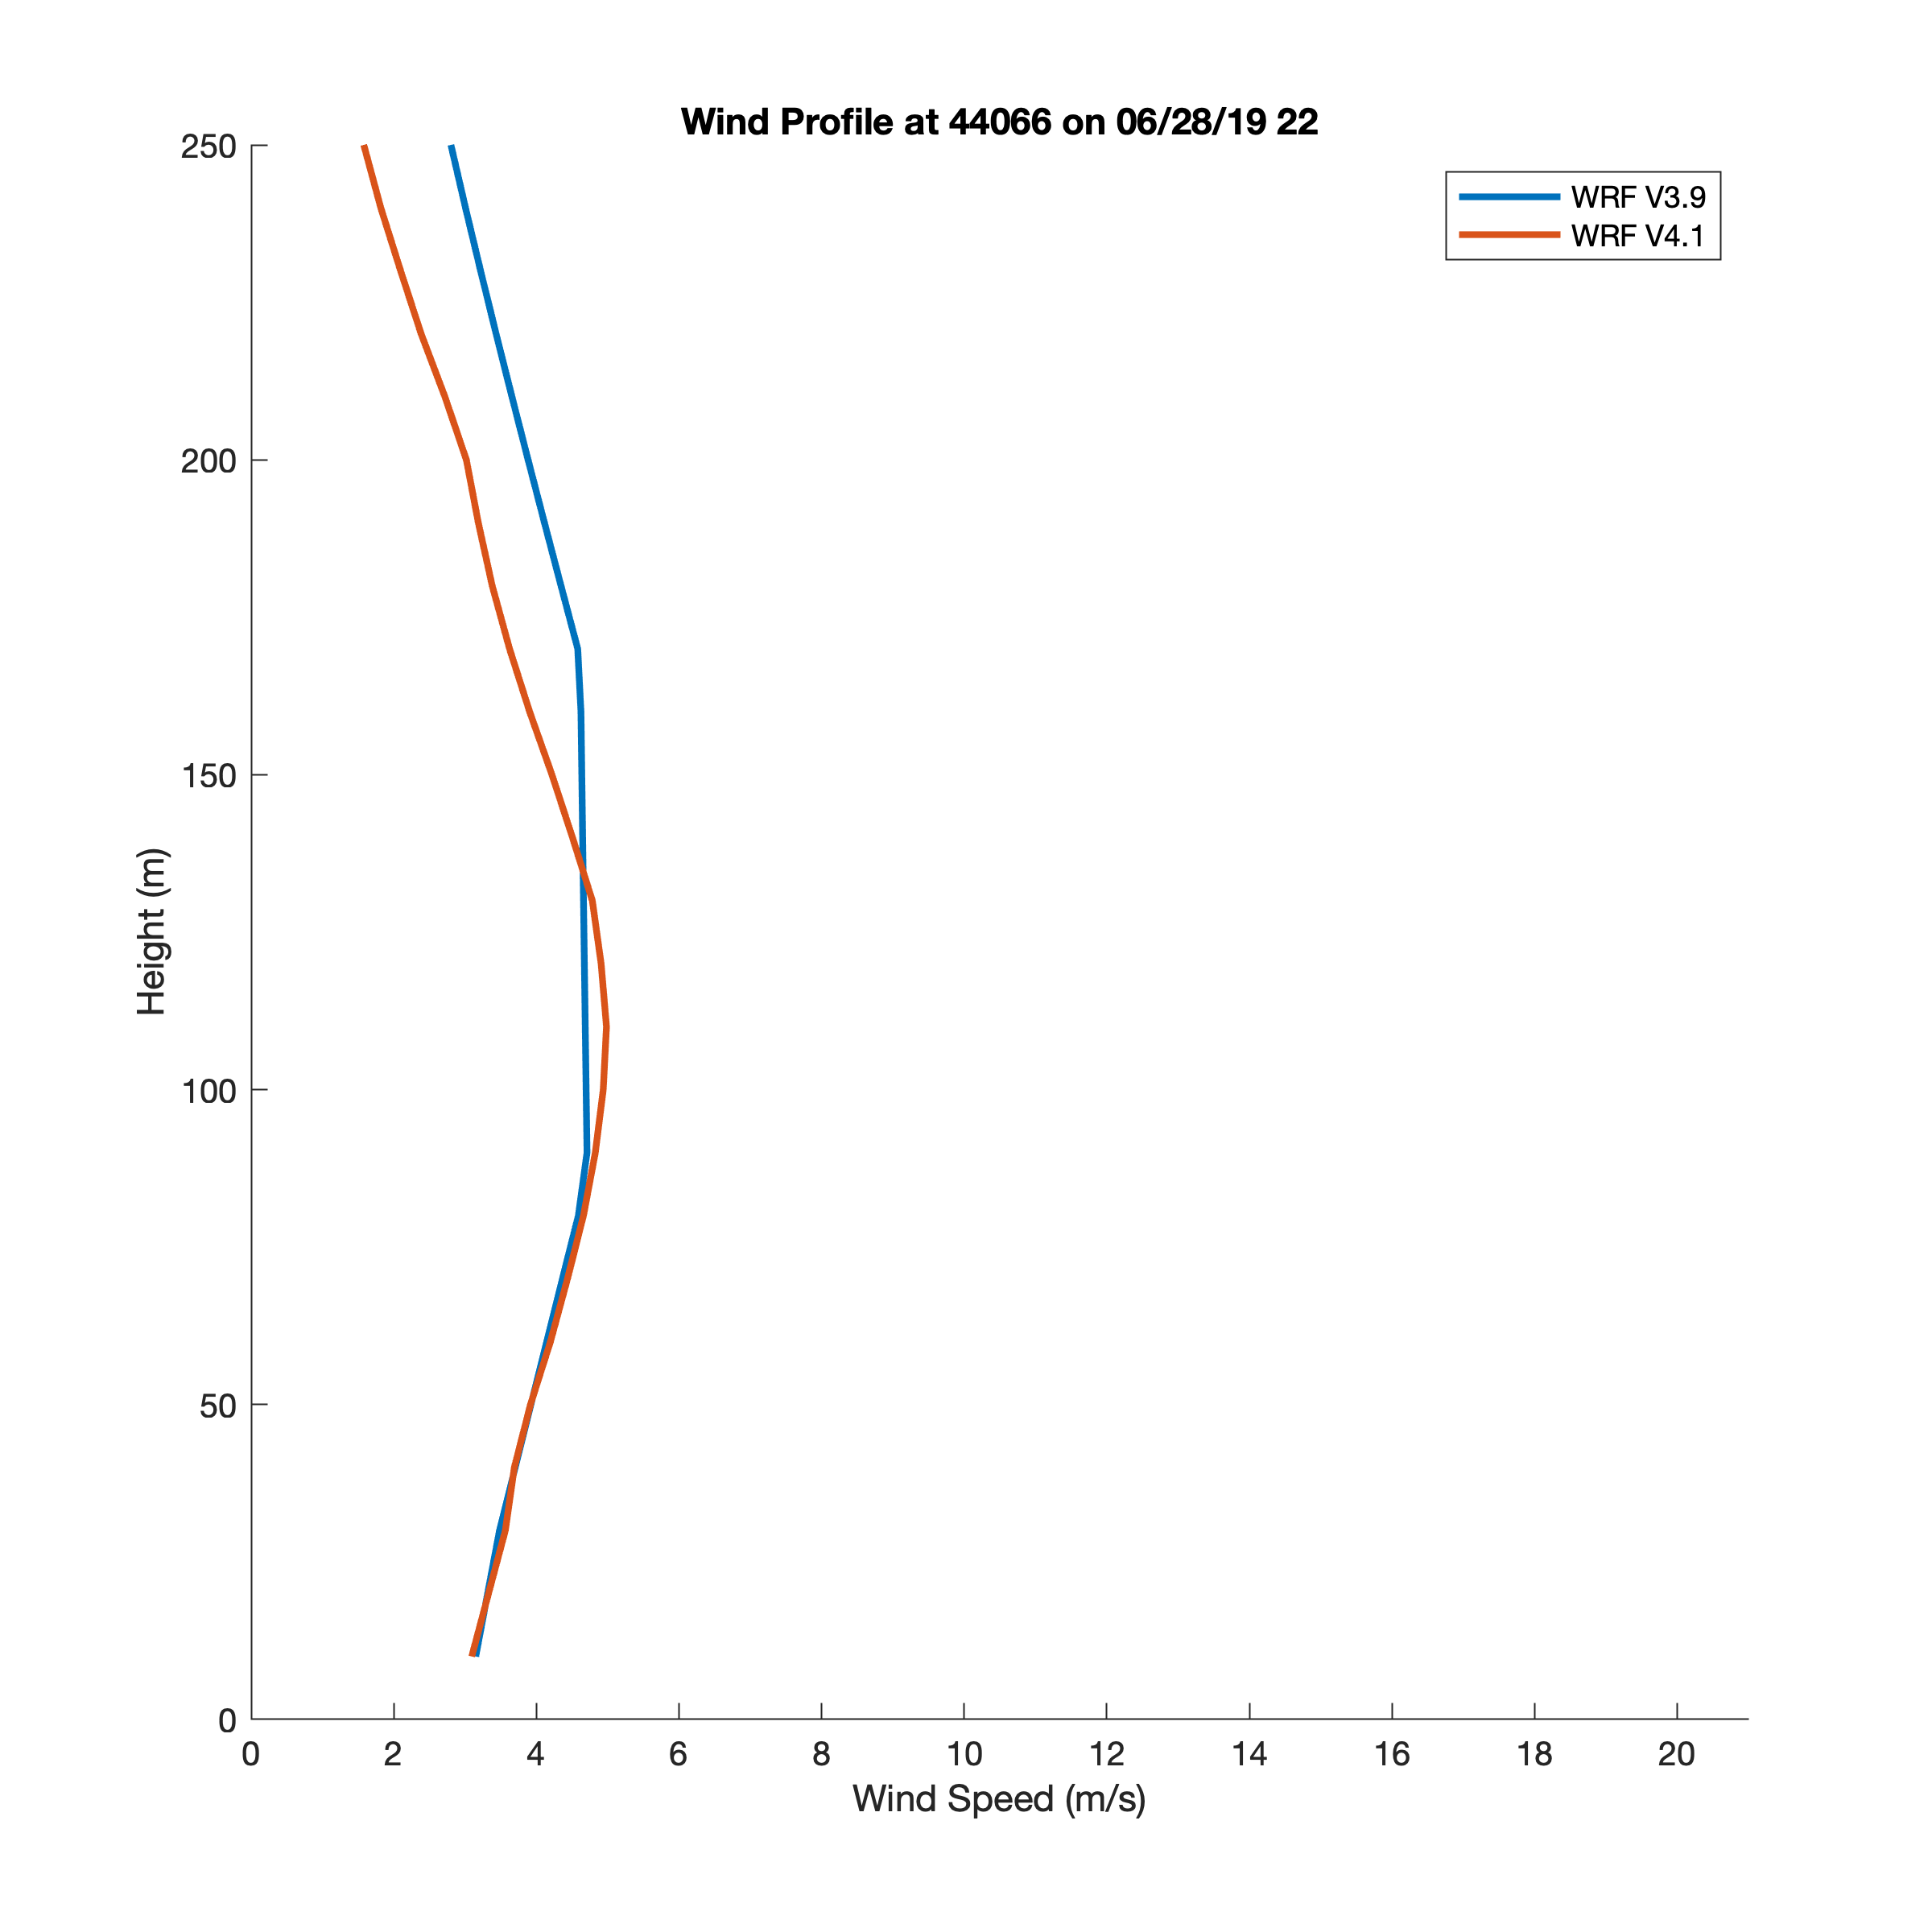 Wind Profile at 44066 on 06/28/19 22
WRF V3.9
WRF V4.1
250
200
150
100
50
0
Height (m)
0 2 4 6 8 10 12 14 16 18 20
Wind Speed (m/s)